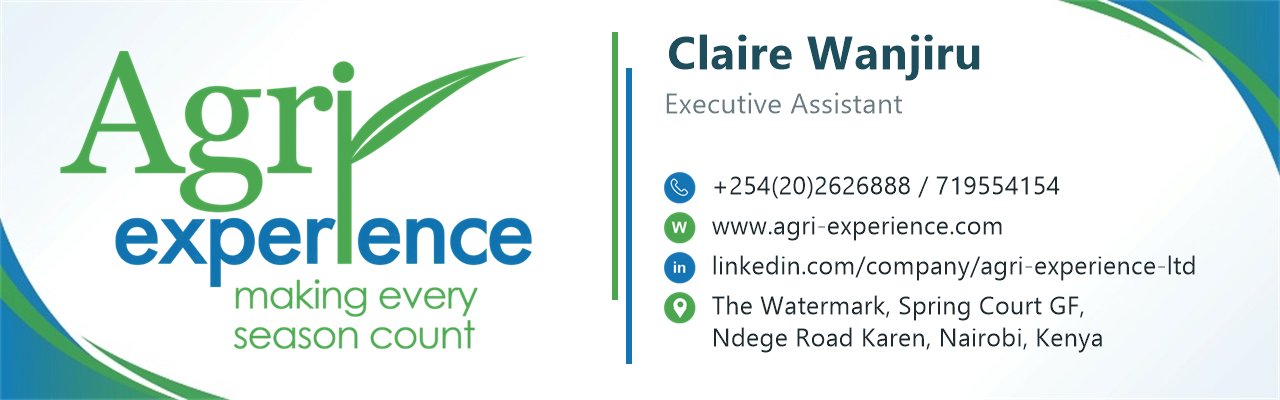 Agri
experience
making every
season count
Claire Wanjiru
Executive Assistant
+254(20)2626888 / 719554154
W www.agri-experience.com
in linkedin.com/company/agri-experience-ltd
The Watermark, Spring Court GF,
Ndege Road Karen, Nairobi, Kenya